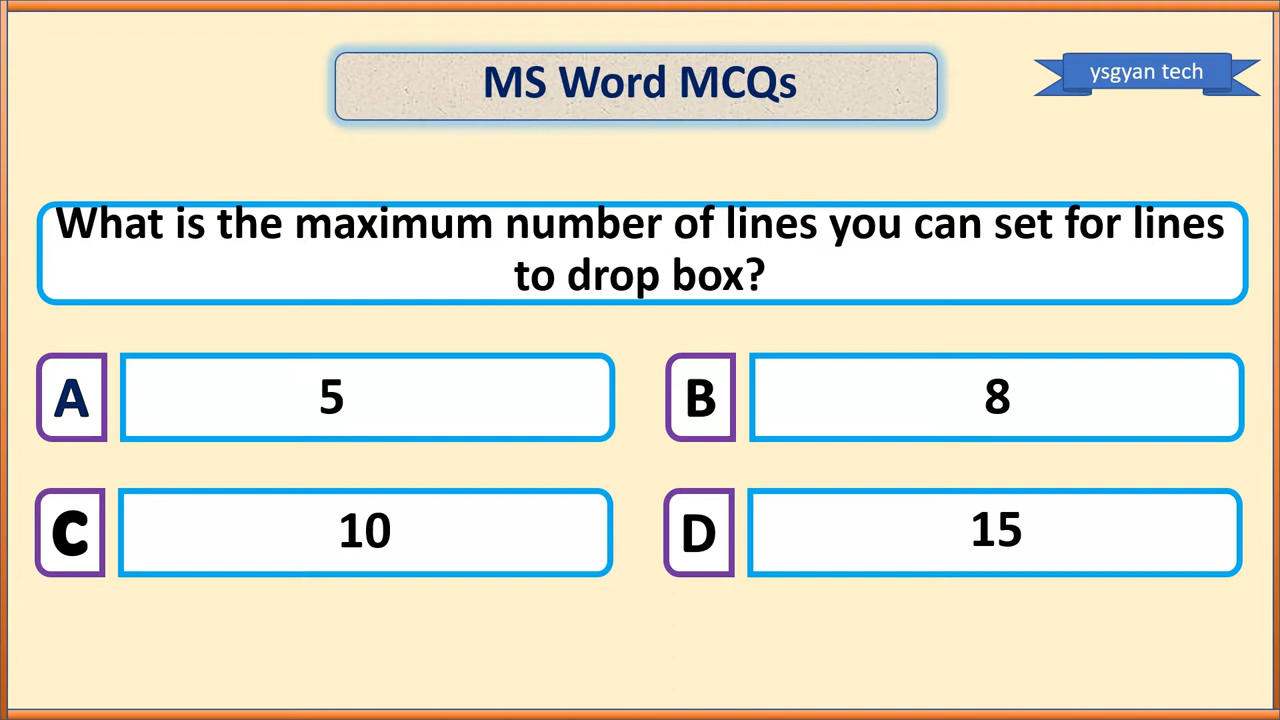 MS Word MCQs
ysgyan tech
What is the maximum number of lines you can set for lines
to drop box?
A 5
B 8
C 10
D 15